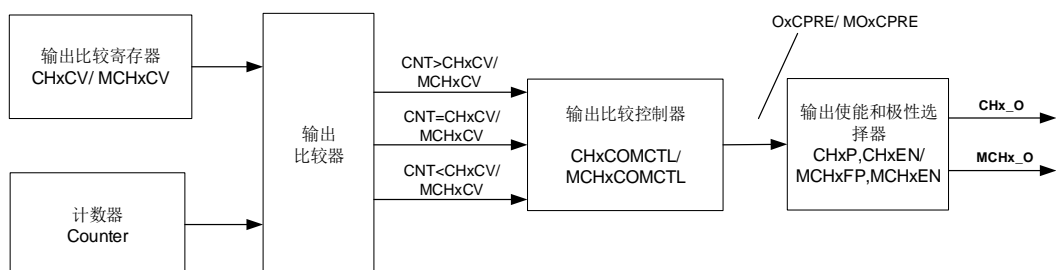 输出比较寄存器
CHxCV/ MCHxCV
计数器
Counter
输出
比较器
CNT>CHxCV/
MCHxCV
CNT=CHxCV/
MCHxCV
CNT<CHxCV/
MCHxCV
输出比较控制器
CHxCOMCTL/
MCHxCOMCTL
OxCPRE/ MOxCPRE
输出使能和极性选
择器
CHxP,CHxEN/
MCHxFP,MCHxEN
CHx_O
MCHx_O